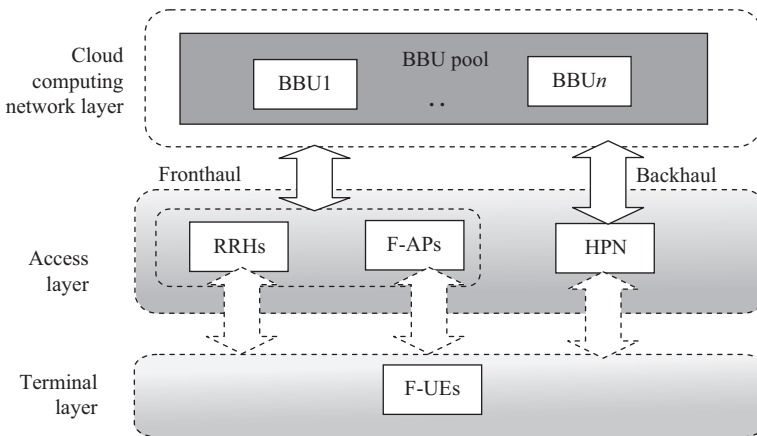 Cloud
computing
network layer
BBU pool
BBU1
..
BBUn
Fronthaul
Backhaul
Access
layer
RRHs
F-APs
HPN
Terminal
layer
F-UEs